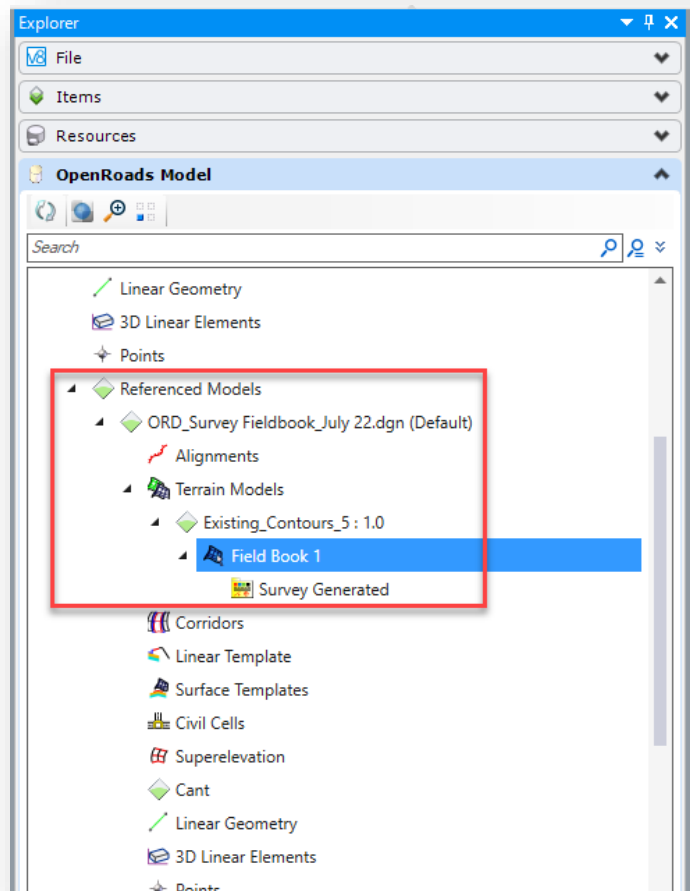 Explorer
V8 File
Items
Resources
OpenRoads Model
Search
Linear Geometry
3D Linear Elements
Points
Referenced Models
ORD_Survey Fieldbook_July 22.dgn (Default)
Alignments
Terrain Models
Existing_Contours_5 : 1.0
Field Book 1
Survey Generated
Corridors
Linear Template
Surface Templates
Civil Cells
Superelevation
Cant
Linear Geometry
3D Linear Elements
Points